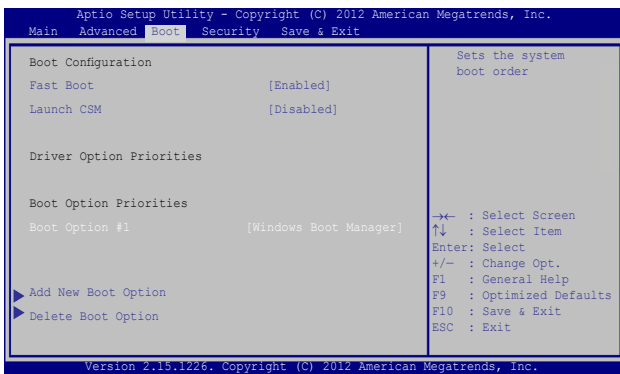 Aptio Setup Utility - Copyright (C) 2012 American Megatrends, Inc.
Main Advanced Boot Security Save & Exit
Boot Configuration
Fast Boot [Enabled]
Launch CSM [Disabled]
Driver Option Priorities
Boot Option Priorities
Boot Option #1 [Windows Boot Manager]
Add New Boot Option
Delete Boot Option
Sets the system
boot order
→← : Select Screen
↑↓ : Select Item
Enter: Select
+/— : Change Opt.
F1 : General Help
F9 : Optimized Defaults
F10 : Save & Exit
ESC : Exit
Version 2.15.1226. Copyright (C) 2012 American Megatrends, Inc.